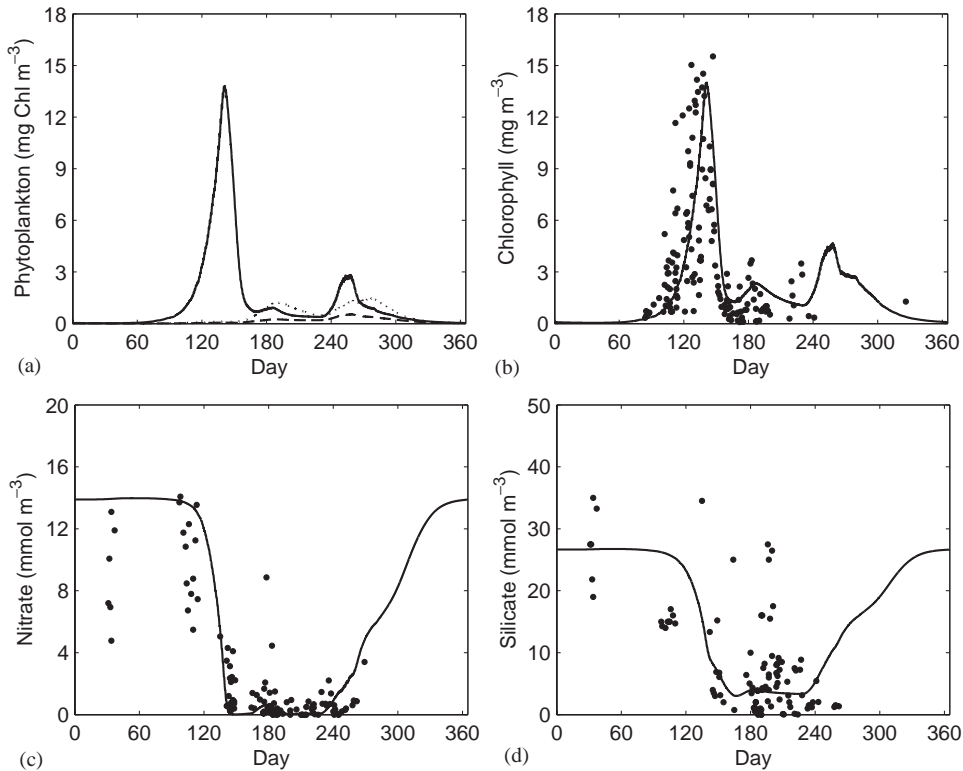 18
15
12
9
6
3
0
Phytoplankton (mg Chl m−3)
0 60 120 180 240 300 360
Day
(a)
18
15
12
9
6
3
0
Chlorophyll (mg m−3)
0 60 120 180 240 300 360
Day
(b)
20
16
12
8
4
0
Nitrate (mmol m−3)
0 60 120 180 240 300 360
Day
(c)
50
40
30
20
10
0
Silicate (mmol m−3)
0 60 120 180 240 300 360
Day
(d)